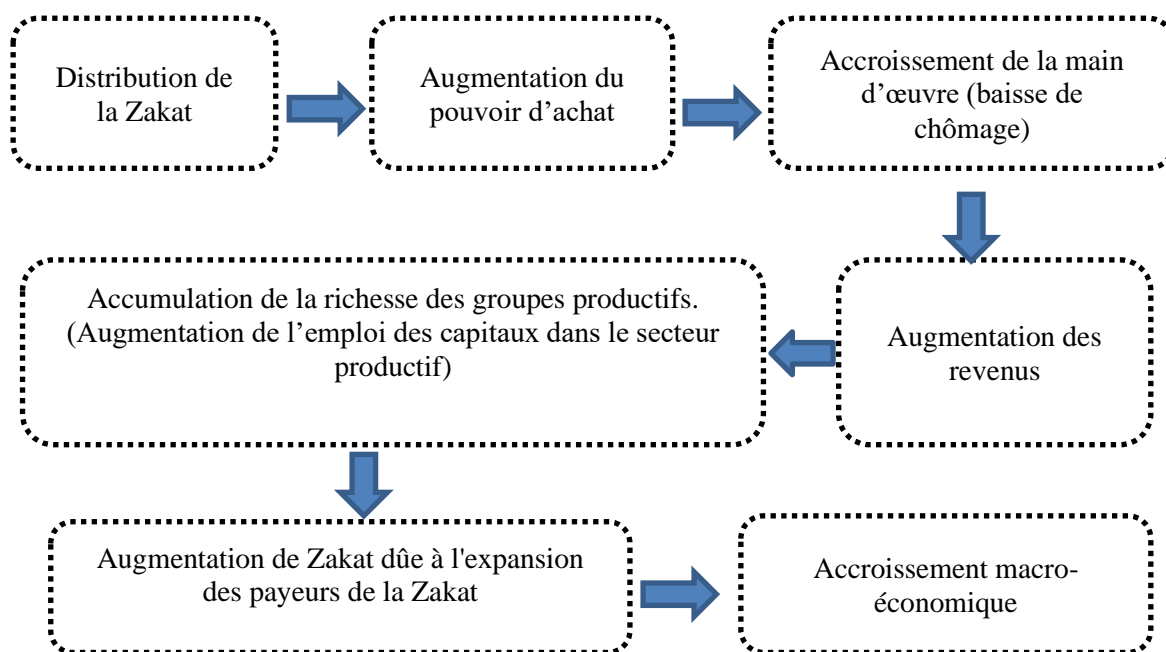 Distribution de
la Zakat
Augmentation du
pouvoir d’achat
Accroissement de la main
d’œuvre (baisse de
chômage)
Augmentation des
revenus
Accumulation de la richesse des groupes productifs.
(Augmentation de l’emploi des capitaux dans le secteur
productif)
Augmentation de Zakat dûe à l'expansion
des payeurs de la Zakat
Accroissement macro-
économique